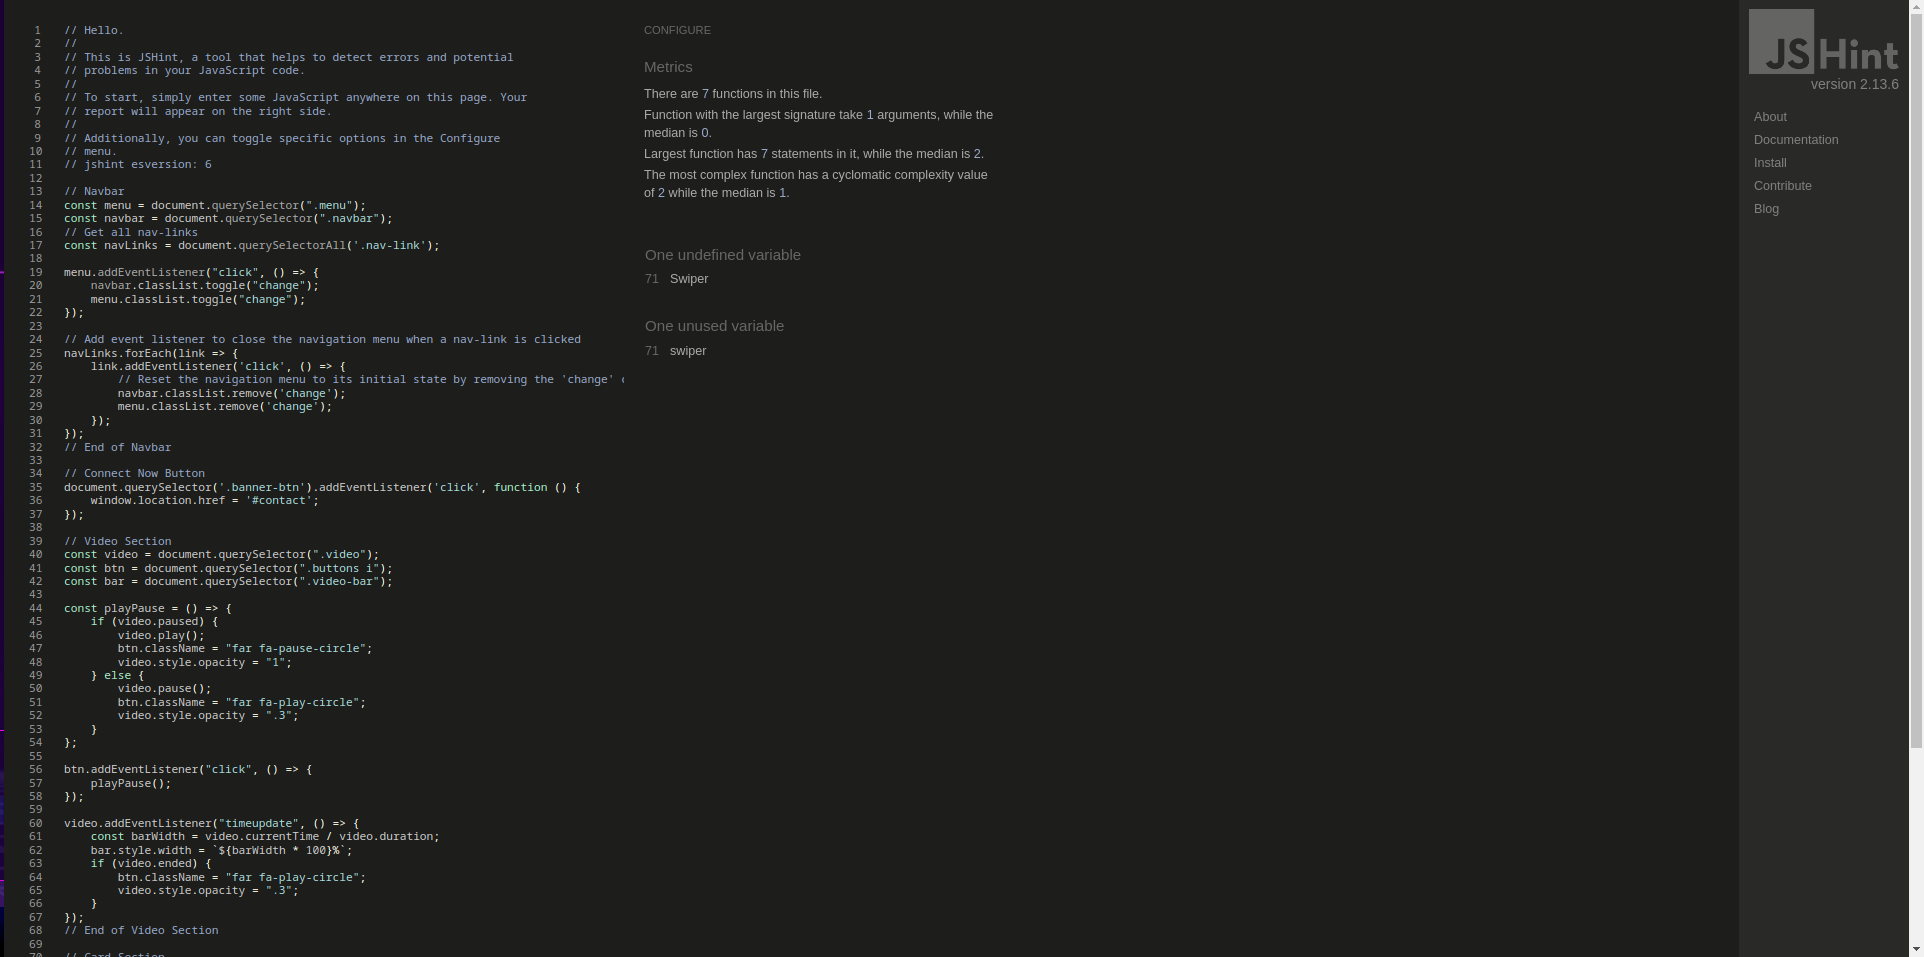 1 // Hello.
2 //
3 // This is JSHint, a tool that helps to detect errors and potential
4 // problems in your JavaScript code.
5 //
6 // To start, simply enter some JavaScript anywhere on this page. Your
7 // report will appear on the right side.
8 //
9 // Additionally, you can toggle specific options in the Configure
10 // menu.
11 // jshint esversion: 6
12
13 // Navbar
14 const menu = document.querySelector(".menu");
15 const navbar = document.querySelector(".navbar");
16 // Get all nav-links
17 const navLinks = document.querySelectorAll('.nav-link');
18
19 menu.addEventListener("click", () => {
20     navbar.classList.toggle("change");
21     menu.classList.toggle("change");
22 });
23
24 // Add event listener to close the navigation menu when a nav-link is clicked
25 navLinks.forEach(link => {
26     link.addEventListener('click', () => {
27         // Reset the navigation menu to its initial state by removing the 'change'
28         navbar.classList.remove('change');
29         menu.classList.remove('change');
30     });
31 });
32 // End of Navbar
33
34 // Connect Now Button
35 document.querySelector('.banner-btn').addEventListener('click', function () {
36     window.location.href = '#contact';
37 });
38
39 // Video Section
40 const video = document.querySelector(".video");
41 const btn = document.querySelector(".buttons i");
42 const bar = document.querySelector(".video-bar");
43
44 const playPause = () => {
45     if (video.paused) {
46         video.play();
47         btn.className = "far fa-pause-circle";
48         video.style.opacity = "1";
49     } else {
50         video.pause();
51         btn.className = "far fa-play-circle";
52         video.style.opacity = ".3";
53     }
54 };
55
56 btn.addEventListener("click", () => {
57     playPause();
58 });
59
60 video.addEventListener("timeupdate", () => {
61     const barWidth = video.currentTime / video.duration;
62     bar.style.width = `${barWidth * 100}%`;
63     if (video.ended) {
64         btn.className = "far fa-play-circle";
65         video.style.opacity = ".3";
66     }
67 });
68 // End of Video Section
69
70 // Card Section
CONFIGURE
Metrics
There are 7 functions in this file.
Function with the largest signature take 1 arguments, while the
median is 0.
Largest function has 7 statements in it, while the median is 2.
The most complex function has a cyclomatic complexity value
of 2 while the median is 1.
One undefined variable
71 Swiper
One unused variable
71 swiper
JSHint
version 2.13.6
About
Documentation
Install
Contribute
Blog